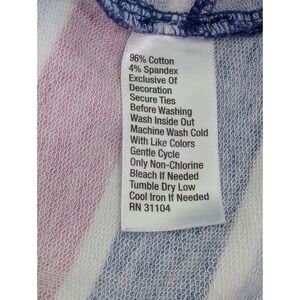 96% Cotton
4% Spandex
Exclusive Of
Decoration
Secure Ties
Before Washing
Wash Inside Out
Machine Wash Cold
With Like Colors
Gentle Cycle
Only Non-Chlorine
Bleach If Needed
Tumble Dry Low
Cool Iron If Needed
RN 31104